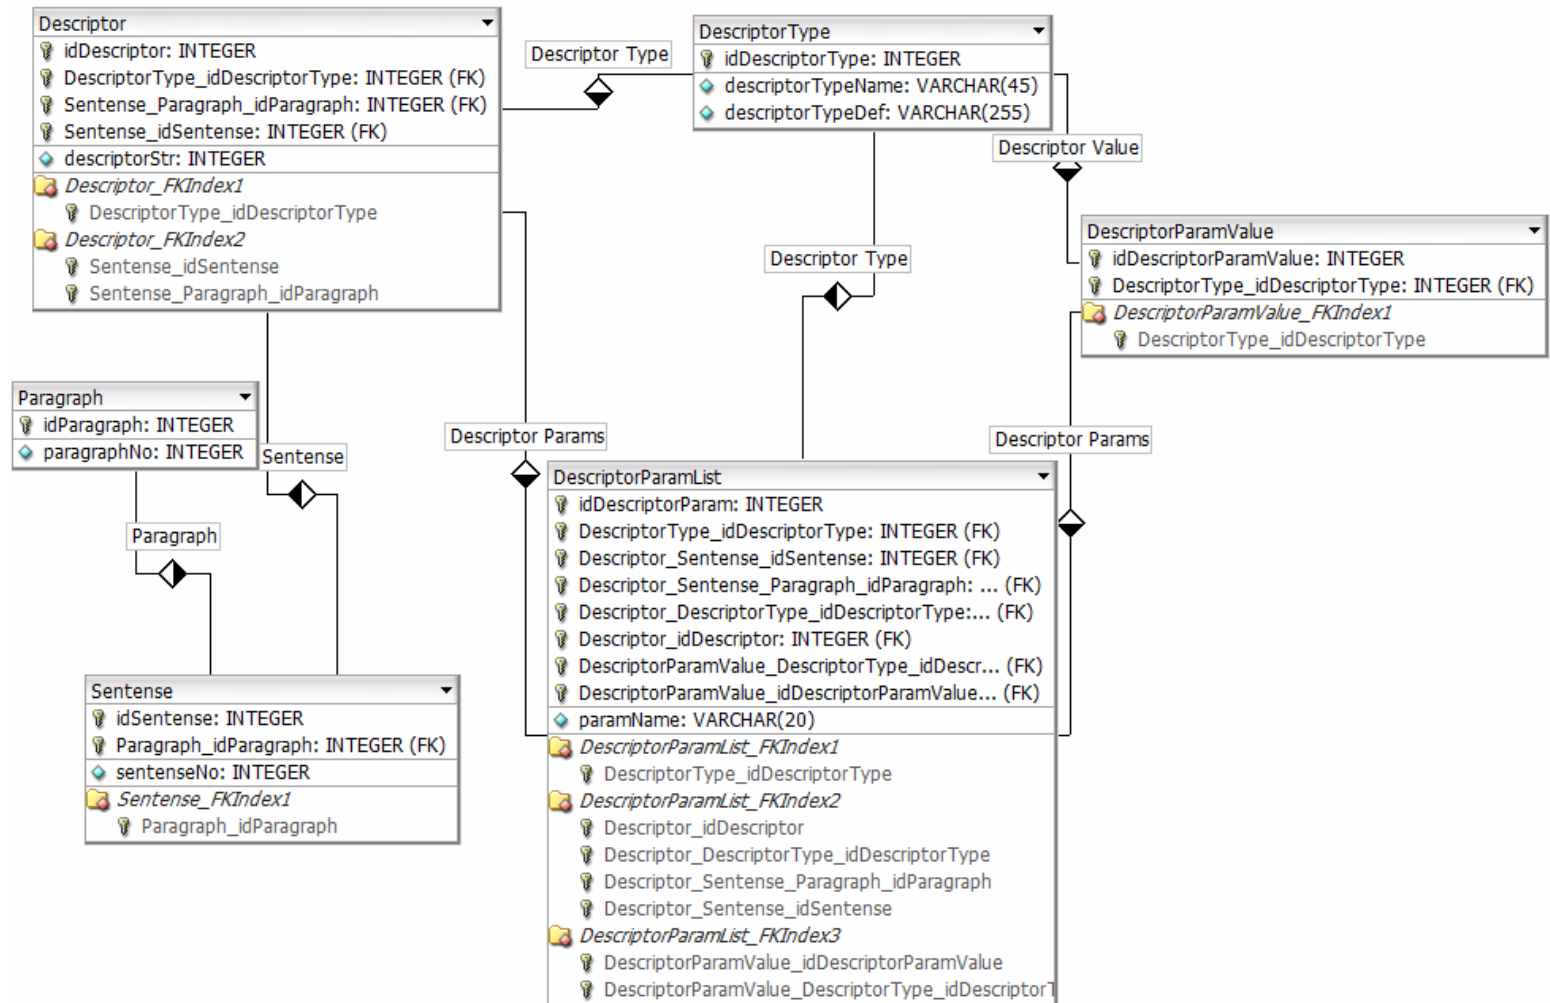 Descriptor
idDescriptor: INTEGER
DescriptorType_idDescriptorType: INTEGER (FK)
Sentense_Paragraph_idParagraph: INTEGER (FK)
Sentense_idSentense: INTEGER (FK)
descriptorStr: INTEGER
Descriptor_FKIndex1
DescriptorType_idDescriptorType
Descriptor_FKIndex2
Sentense_idSentense
Sentense_Paragraph_idParagraph
Descriptor Type
DescriptorType
idDescriptorType: INTEGER
descriptorTypeName: VARCHAR(45)
descriptorTypeDef: VARCHAR(255)
Descriptor Value
Descriptor Type
DescriptorParamValue
idDescriptorParamValue: INTEGER
DescriptorType_idDescriptorType: INTEGER (FK)
DescriptorParamValue_FKIndex1
DescriptorType_idDescriptorType
Paragraph
idParagraph: INTEGER
paragraphNo: INTEGER
Sentense
Descriptor Params
Descriptor Params
Paragraph
DescriptorParamList
idDescriptorParam: INTEGER
DescriptorType_idDescriptorType: INTEGER (FK)
Descriptor_Sentense_idSentense: INTEGER (FK)
Descriptor_Sentense_Paragraph_idParagraph: ... (FK)
Descriptor_DescriptorType_idDescriptorType:... (FK)
Descriptor_idDescriptor: INTEGER (FK)
DescriptorParamValue_DescriptorType_idDescr... (FK)
DescriptorParamValue_idDescriptorParamValue... (FK)
paramName: VARCHAR(20)
DescriptorParamList_FKIndex1
DescriptorType_idDescriptorType
DescriptorParamList_FKIndex2
Descriptor_idDescriptor
Descriptor_DescriptorType_idDescriptorType
Descriptor_Sentense_Paragraph_idParagraph
Descriptor_Sentense_idSentense
DescriptorParamList_FKIndex3
DescriptorParamValue_idDescriptorParamValue
DescriptorParamValue_DescriptorType_idDescriptorT
Sentense
idSentense: INTEGER
Paragraph_idParagraph: INTEGER (FK)
sentenseNo: INTEGER
Sentense_FKIndex1
Paragraph_idParagraph